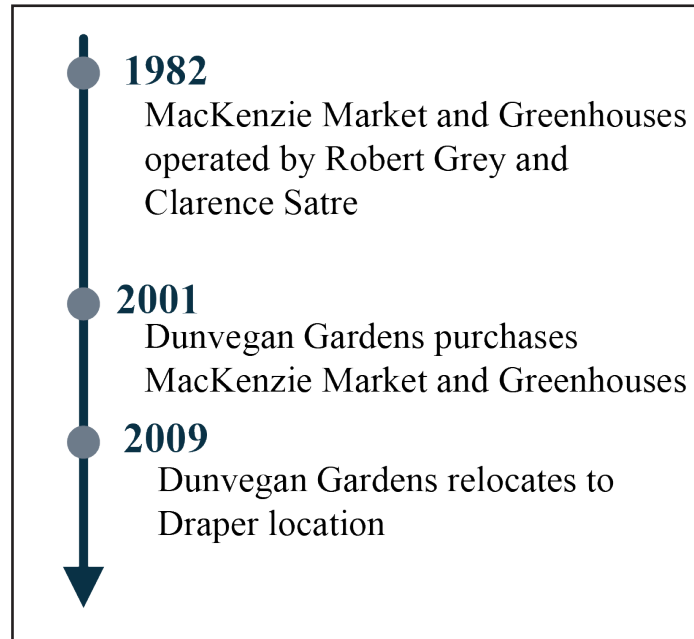 1982
MacKenzie Market and Greenhouses
operated by Robert Grey and
Clarence Satre
2001
Dunvegan Gardens purchases
MacKenzie Market and Greenhouses
2009
Dunvegan Gardens relocates to
Draper location